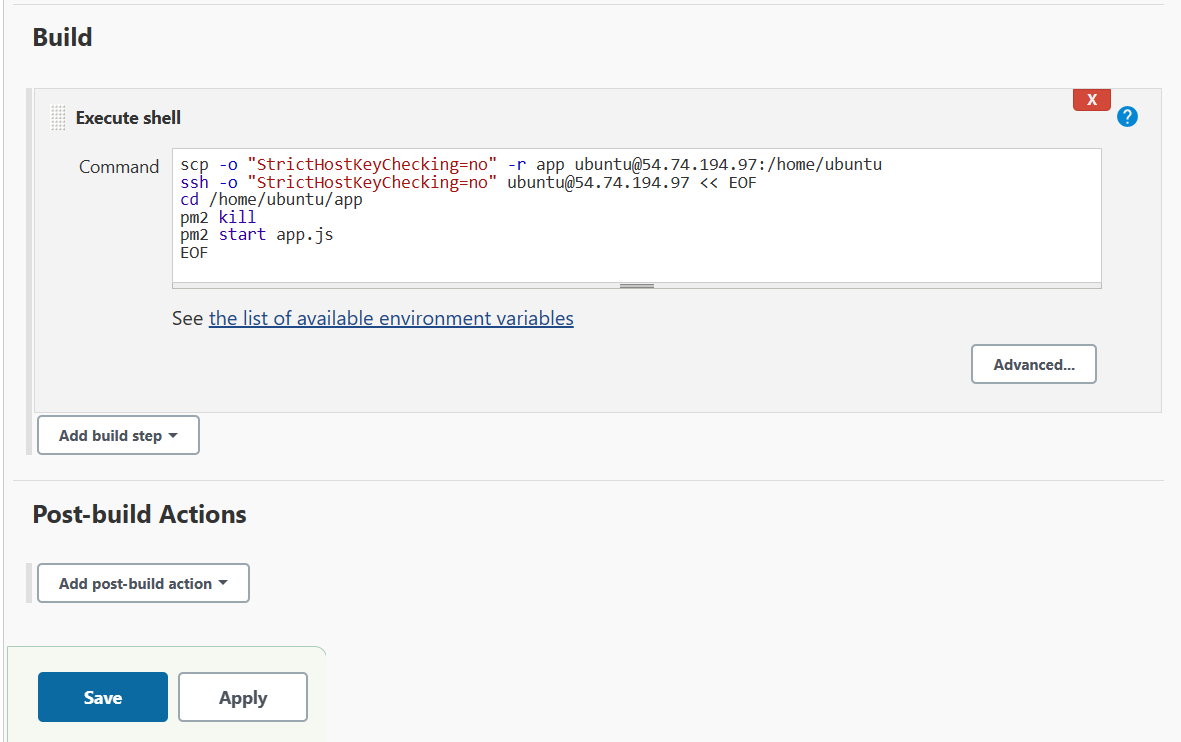 Build
X
Execute shell
?
Command
scp -o "StrictHostKeyChecking=no" -r app ubuntu@54.74.194.97:/home/ubuntu
ssh -o "StrictHostKeyChecking=no" ubuntu@54.74.194.97 << EOF
cd /home/ubuntu/app
pm2 kill
pm2 start app.js
EOF
See the list of available environment variables
Advanced...
Add build step
Post-build Actions
Add post-build action
Save
Apply